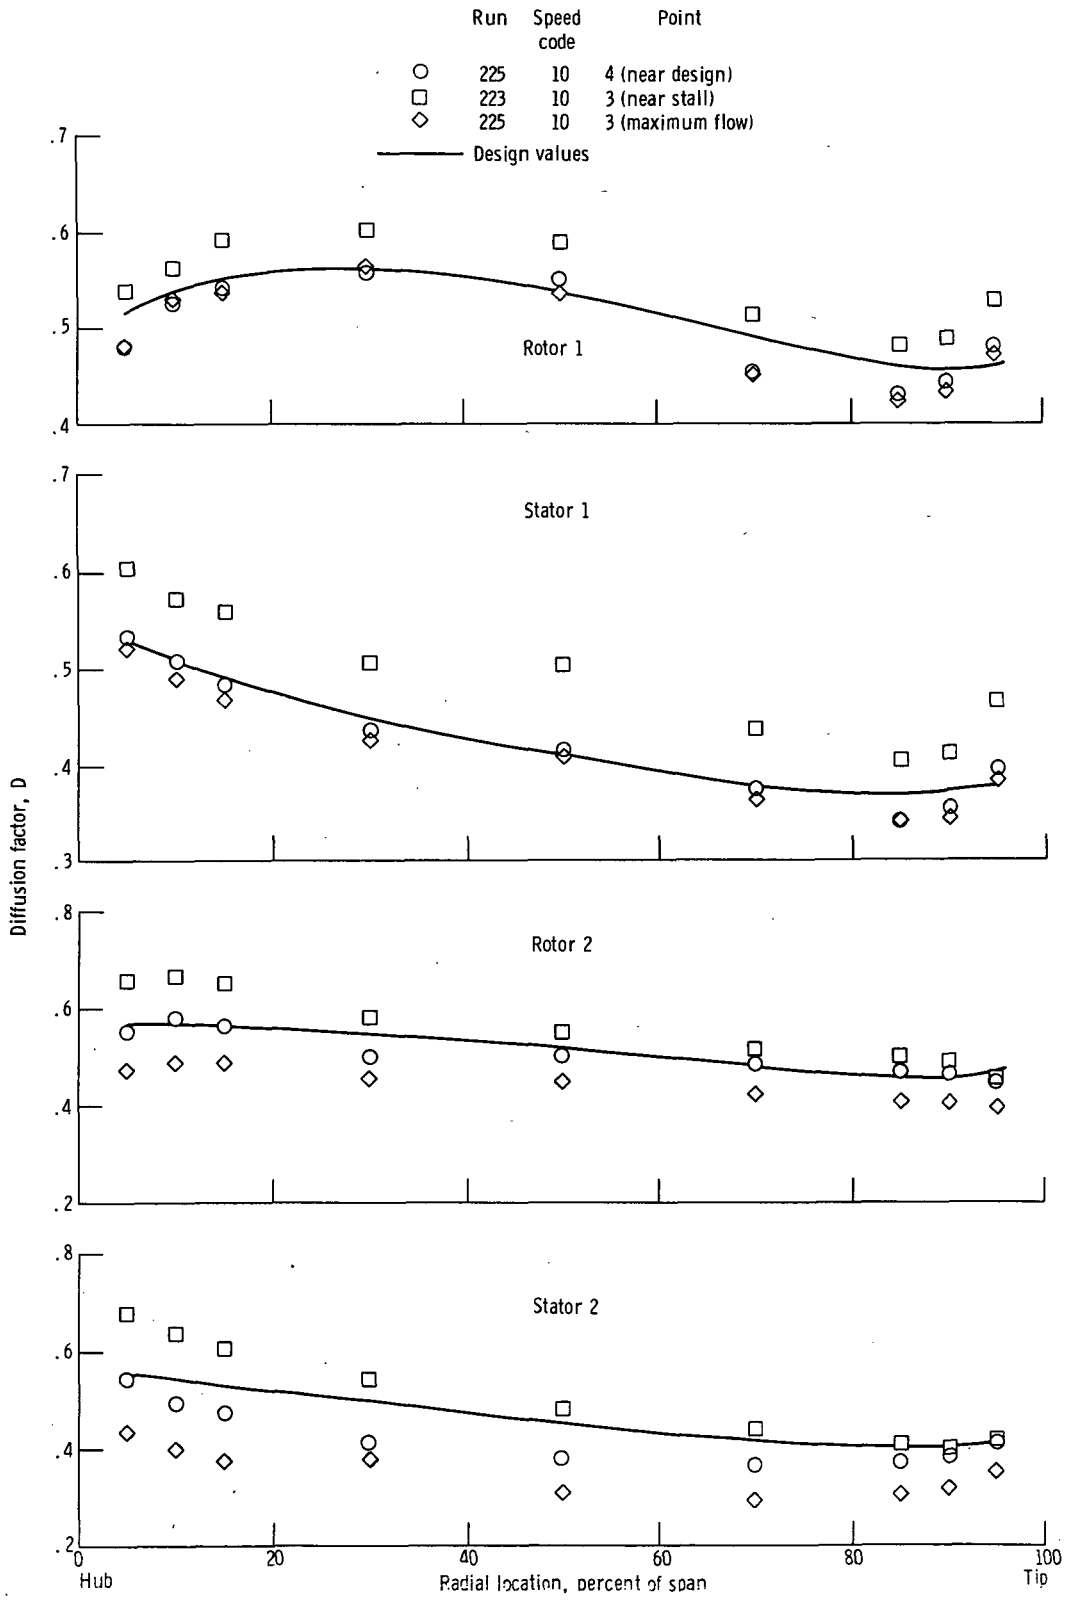 Run Speed code Point
225 10 4 (near design)
223 10 3 (near stall)
225 10 3 (maximum flow)
Design values
.7
.6
.5
.4
Rotor 1
.7
.6
.5
.4
.3
Stator 1
Diffusion factor, D
.8
.6
.4
.2
Rotor 2
.8
.6
.4
.2
Stator 2
0 20 40 60 80 100
Hub Tip
Radial location, percent of span